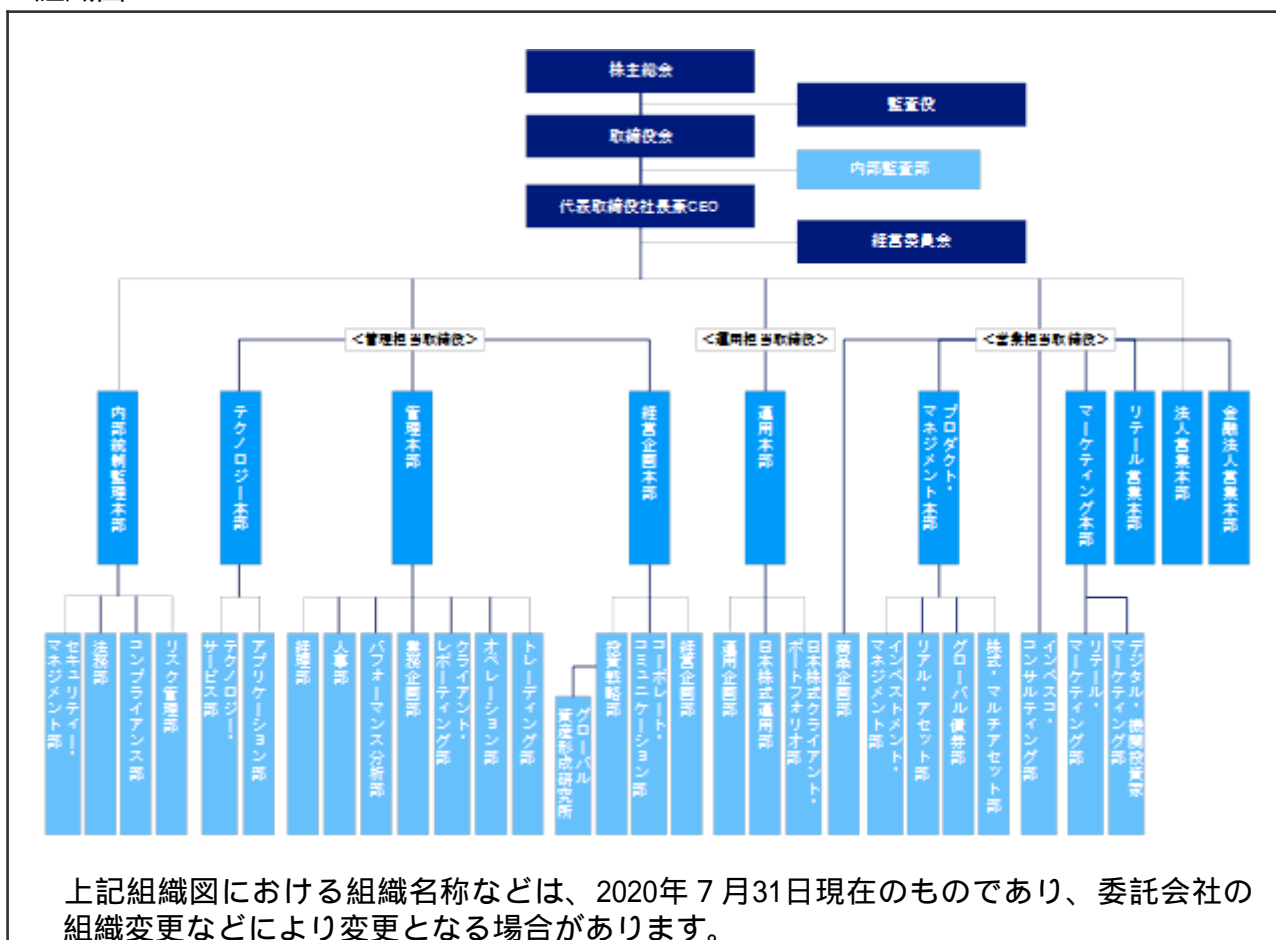 株主総会
監査役
取締役会
内部監査部
代表取締役社長兼CEO
経営委員会
＜管理担当取締役＞
＜運用担当取締役＞
＜営業担当取締役＞
内部統制監理本部
テクノロジー本部
管理本部
経営企画本部
運用本部
プロダクト・
マネジメント本部
マーケティング本部
リテール営業本部
法人営業本部
金融法人営業本部
セキュリティー・
マネジメント部
法務部
コンプライアンス部
リスク管理部
テクノロジー・
サービス部
アプリケーション部
経理部
人事部
パフォーマンス分析部
業務企画部
クライアント・
レポーティング部
オペレーション部
トレーディング部
グローバル
資産形成研究所
投資戦略部
コーポレート・
コミュニケーション部
経営企画部
運用企画部
日本株式運用部
日本株式クライアント・
ポートフォリオ部
商品企画部
インベストメント・
マネジメント部
リアル・アセット部
グローバル債券部
株式・マルチアセット部
インベスコ・
コンサルティング部
リテール・
マーケティング部
デジタル・機関投資家
マーケティング部
上記組織図における組織名称などは、2020年７月31日現在のものであり、委託会社の
組織変更などにより変更となる場合があります。